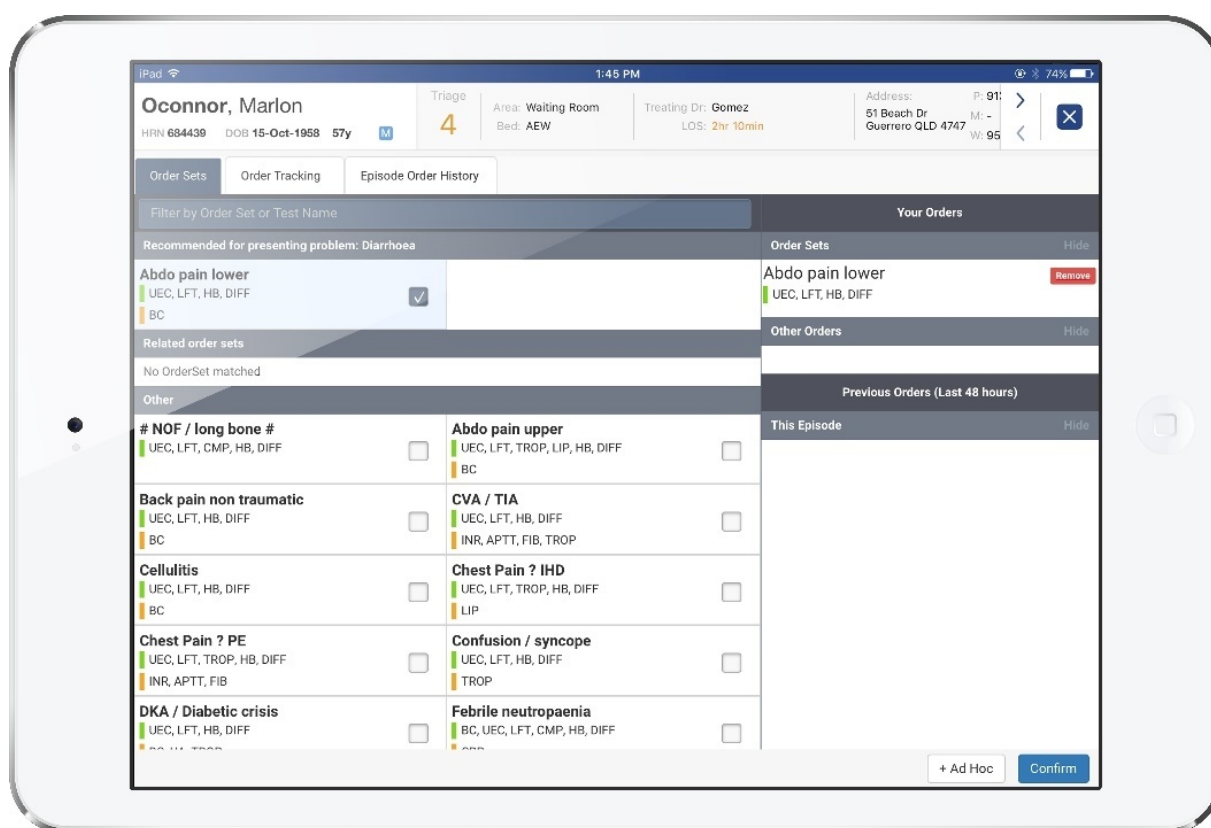 iPad 1:45 PM 74%
Oconnor, Marlon
HRN 684439 DOB 15-Oct-1958 57y M
Triage
4
Area: Waiting Room
Bed: AEW
Treating Dr: Gomez
LOS: 2hr 10min
Address:
51 Beach Dr
Guerrero QLD 4747
P: 91
M: -
W: 95
Order Sets Order Tracking Episode Order History
Filter by Order Set or Test Name
Recommended for presenting problem: Diarrhoea
Abdo pain lower
UEC, LFT, HB, DIFF
BC
Related order sets
No OrderSet matched
Other
# NOF / long bone #
UEC, LFT, CMP, HB, DIFF
Abdo pain upper
UEC, LFT, TROP, LIP, HB, DIFF
BC
Back pain non traumatic
UEC, LFT, HB, DIFF
BC
CVA / TIA
UEC, LFT, HB, DIFF
INR, APTT, FIB, TROP
Cellulitis
UEC, LFT, HB, DIFF
BC
Chest Pain ? IHD
UEC, LFT, TROP, HB, DIFF
LIP
Chest Pain ? PE
UEC, LFT, TROP, HB, DIFF
INR, APTT, FIB
Confusion / syncope
UEC, LFT, HB, DIFF
TROP
DKA / Diabetic crisis
UEC, LFT, HB, DIFF
Febrile neutropaenia
BC, UEC, LFT, CMP, HB, DIFF
Your Orders
Order Sets Hide
Abdo pain lower Remove
UEC, LFT, HB, DIFF
Other Orders Hide
Previous Orders (Last 48 hours)
This Episode Hide
+ Ad Hoc Confirm